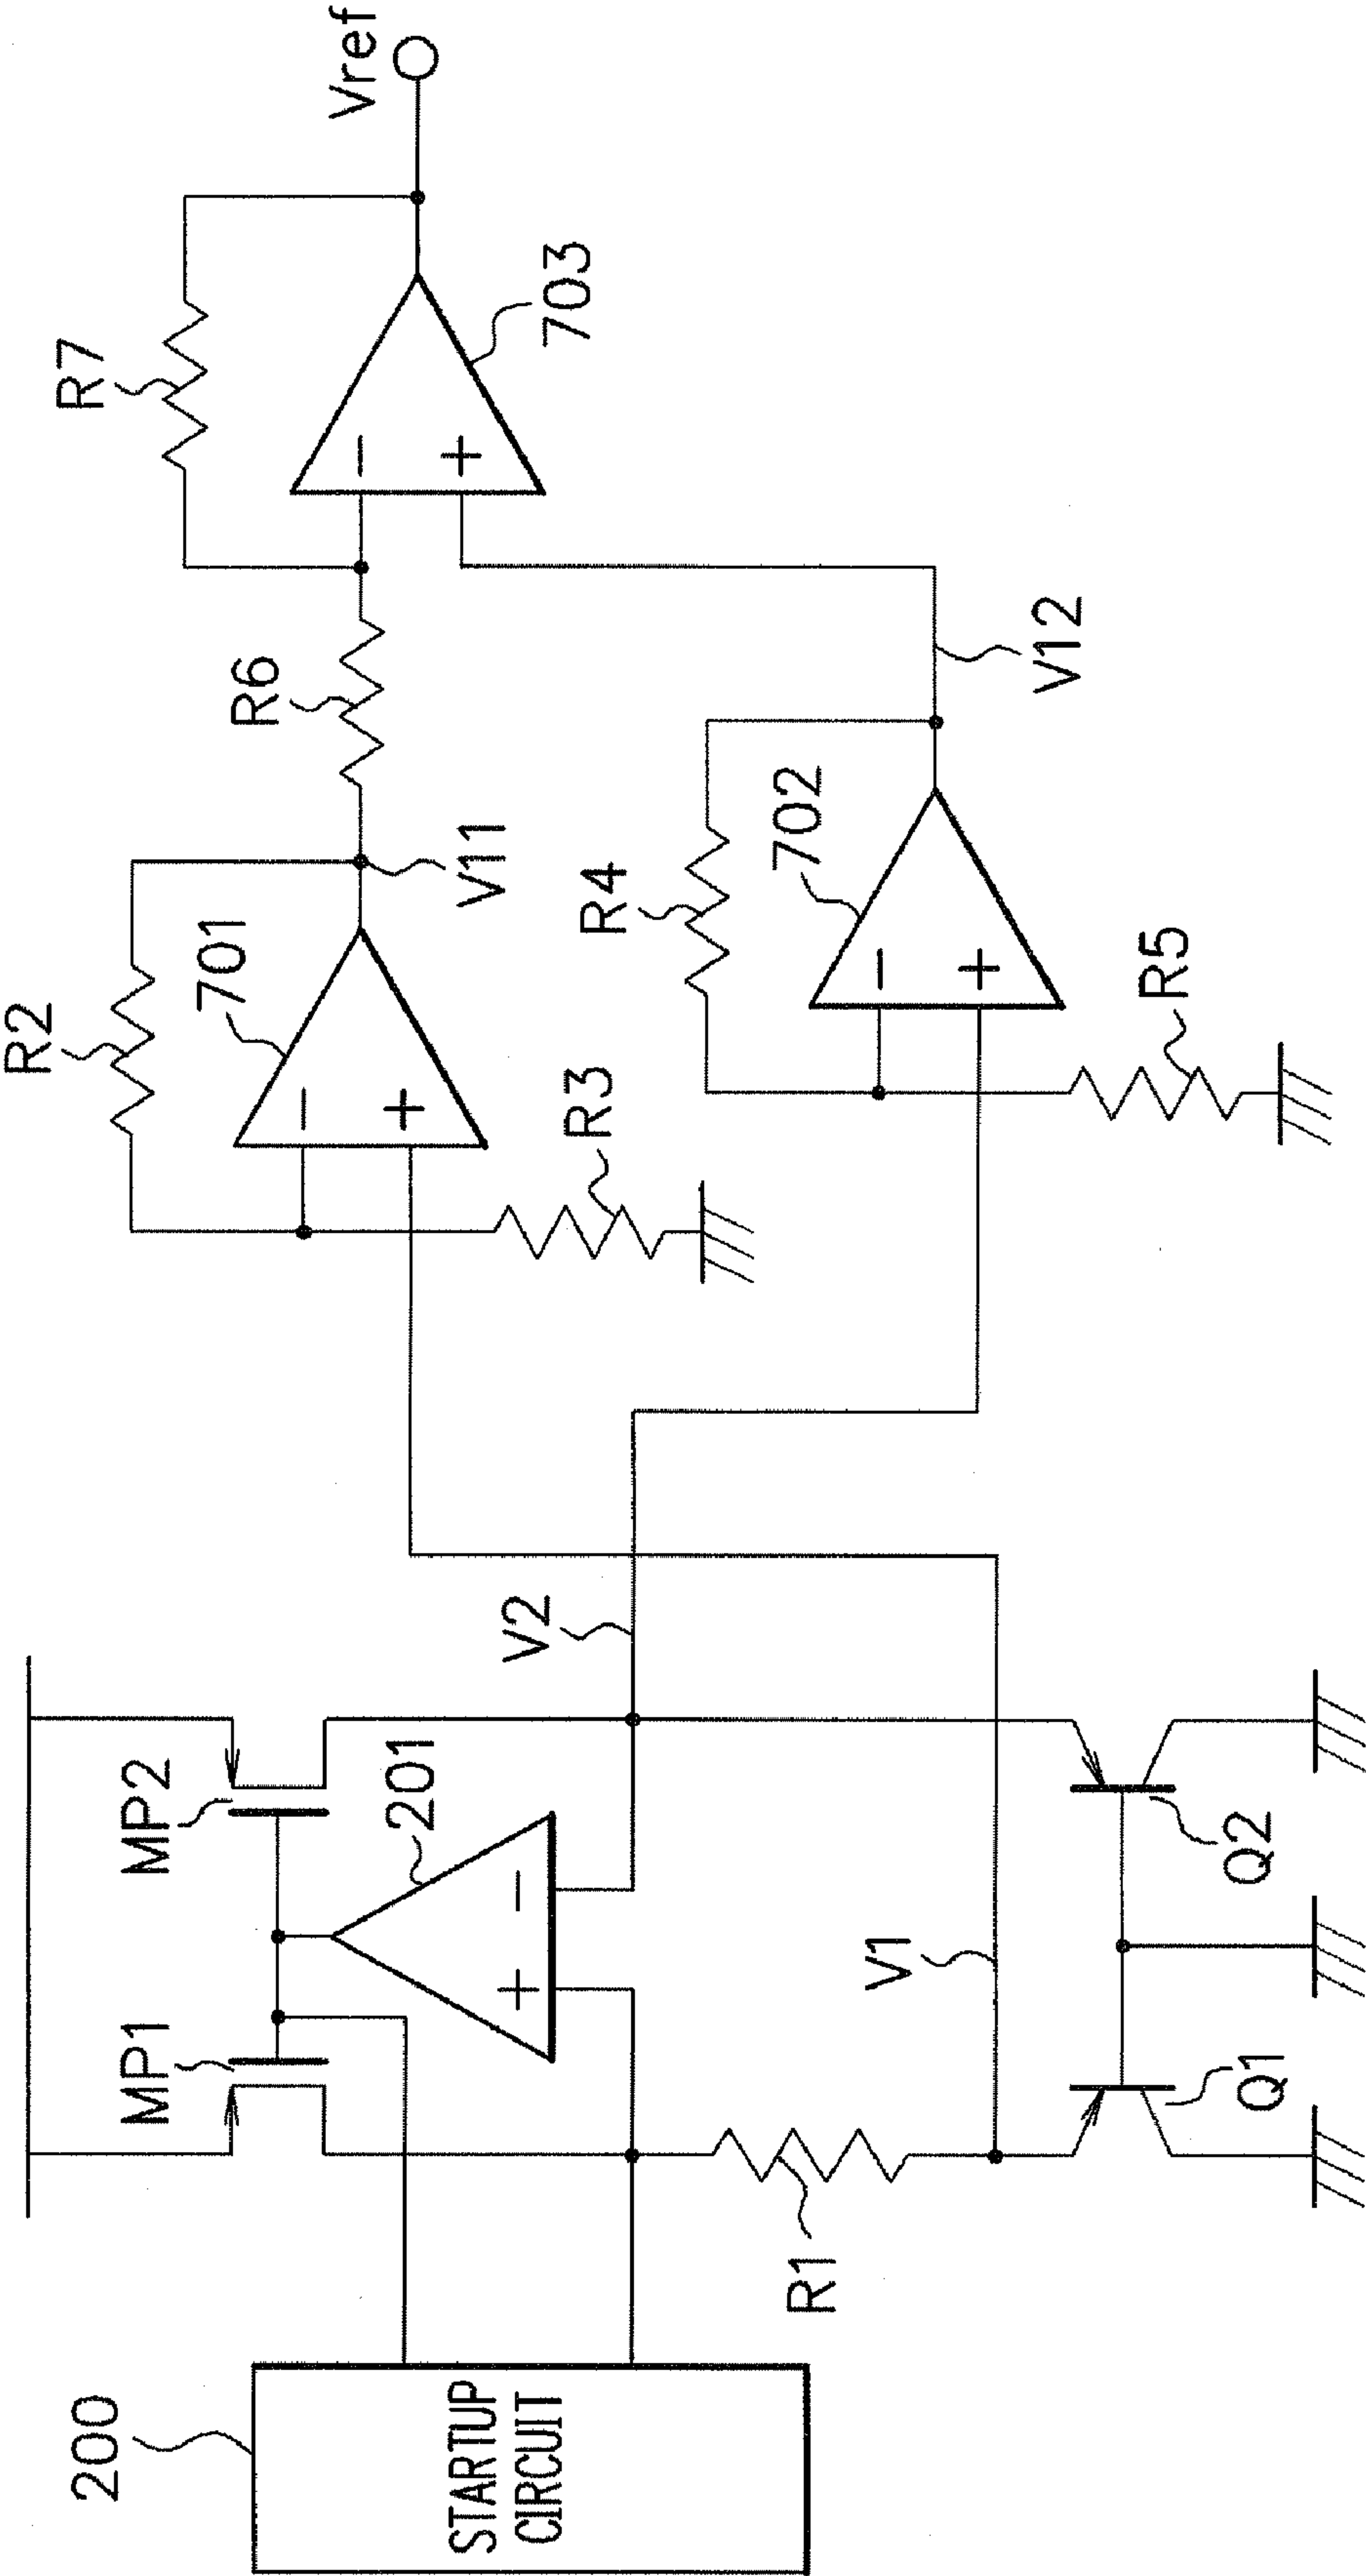 200
STARTUP
CIRCUIT
MP1
MP2
201
+
−
R1
V1
V2
Q1
Q2
R2
701
−
+
R3
V11
R6
R4
702
−
+
R5
V12
R7
−
+
703
Vref